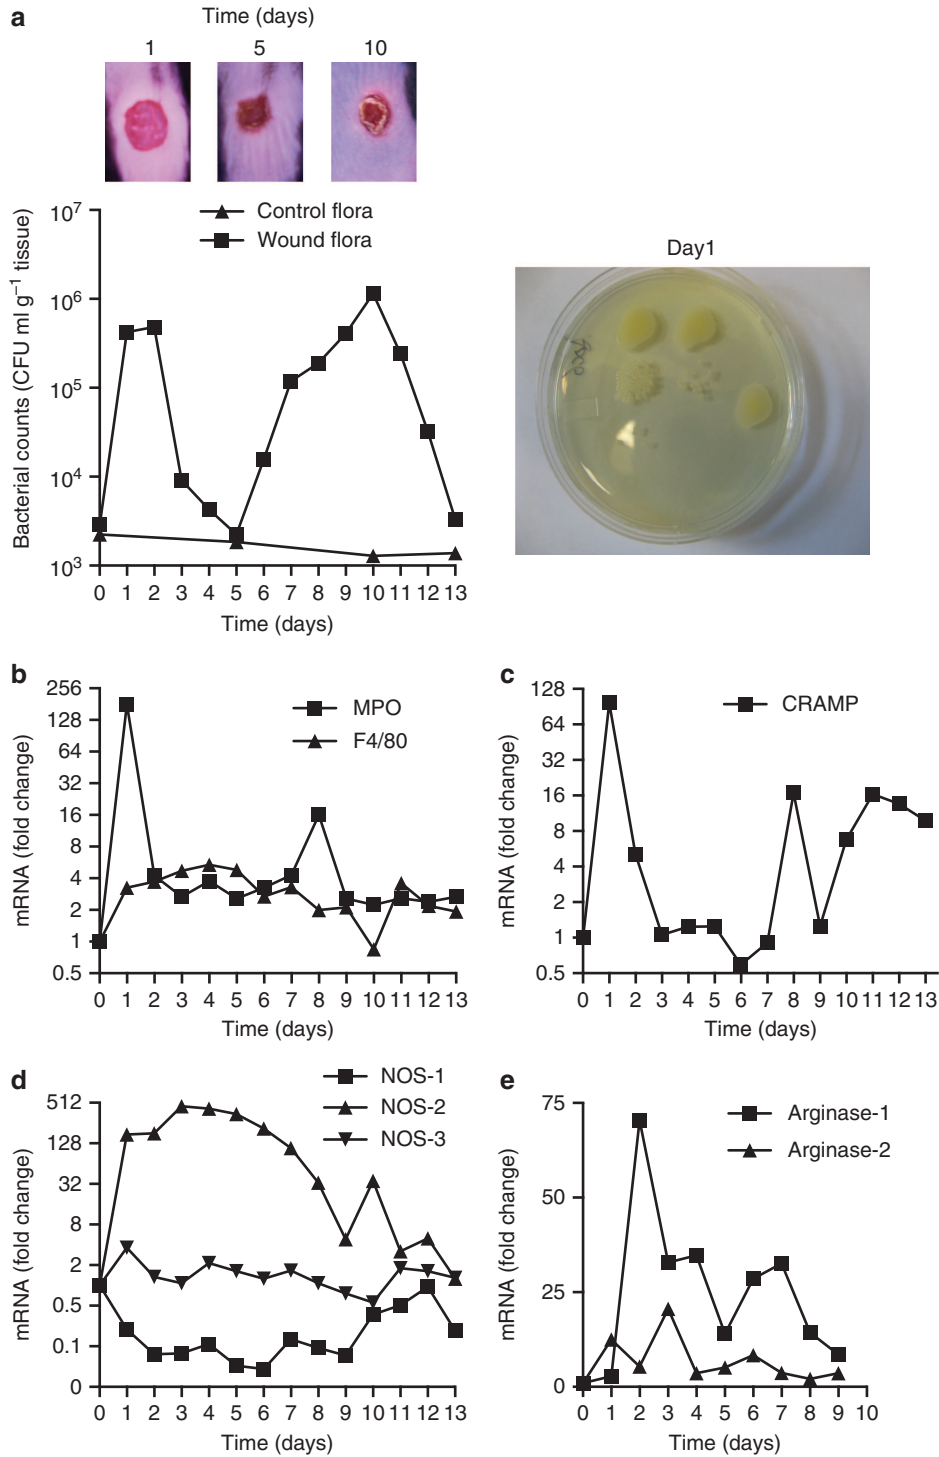 a
Time (days)
1 5 10
Control flora
Wound flora
Bacterial counts (CFU ml g⁻¹ tissue)
10⁷
10⁶
10⁵
10⁴
10³
0 1 2 3 4 5 6 7 8 9 10 11 12 13
Time (days)
Day1
b
MPO
F4/80
mRNA (fold change)
256
128
64
32
16
8
4
2
1
0.5
0 1 2 3 4 5 6 7 8 9 10 11 12 13
Time (days)
c
CRAMP
mRNA (fold change)
128
64
32
16
8
4
2
1
0.5
0 1 2 3 4 5 6 7 8 9 10 11 12 13
Time (days)
d
NOS-1
NOS-2
NOS-3
mRNA (fold change)
512
128
32
8
2
0.5
0.1
0
0 1 2 3 4 5 6 7 8 9 10 11 12 13
Time (days)
e
Arginase-1
Arginase-2
mRNA (fold change)
75
50
25
0
0 1 2 3 4 5 6 7 8 9 10
Time (days)